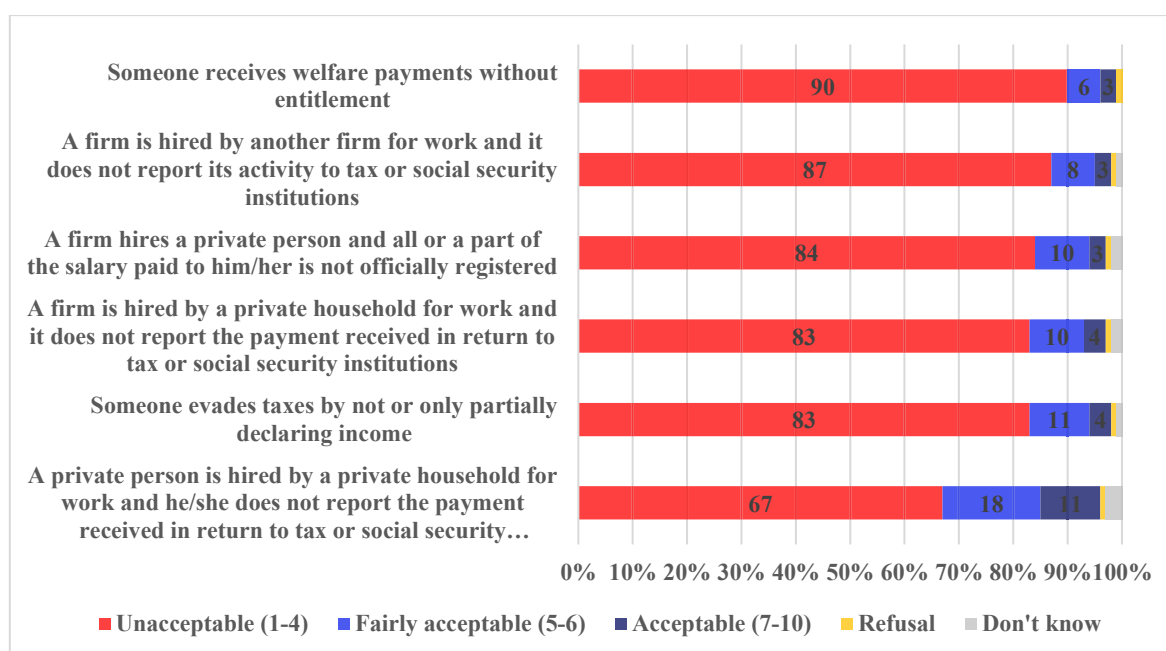 Someone receives welfare payments without
entitlement
90 6 3
A firm is hired by another firm for work and it
does not report its activity to tax or social security
institutions
87 8 3
A firm hires a private person and all or a part of
the salary paid to him/her is not officially registered
84 10 3
A firm is hired by a private household for work and
it does not report the payment received in return to
tax or social security institutions
83 10 4
Someone evades taxes by not or only partially
declaring income
83 11 4
A private person is hired by a private household for
work and he/she does not report the payment
received in return to tax or social security…
67 18 11
0% 10% 20% 30% 40% 50% 60% 70% 80% 90% 100%
Unacceptable (1-4) Fairly acceptable (5-6) Acceptable (7-10) Refusal Don't know